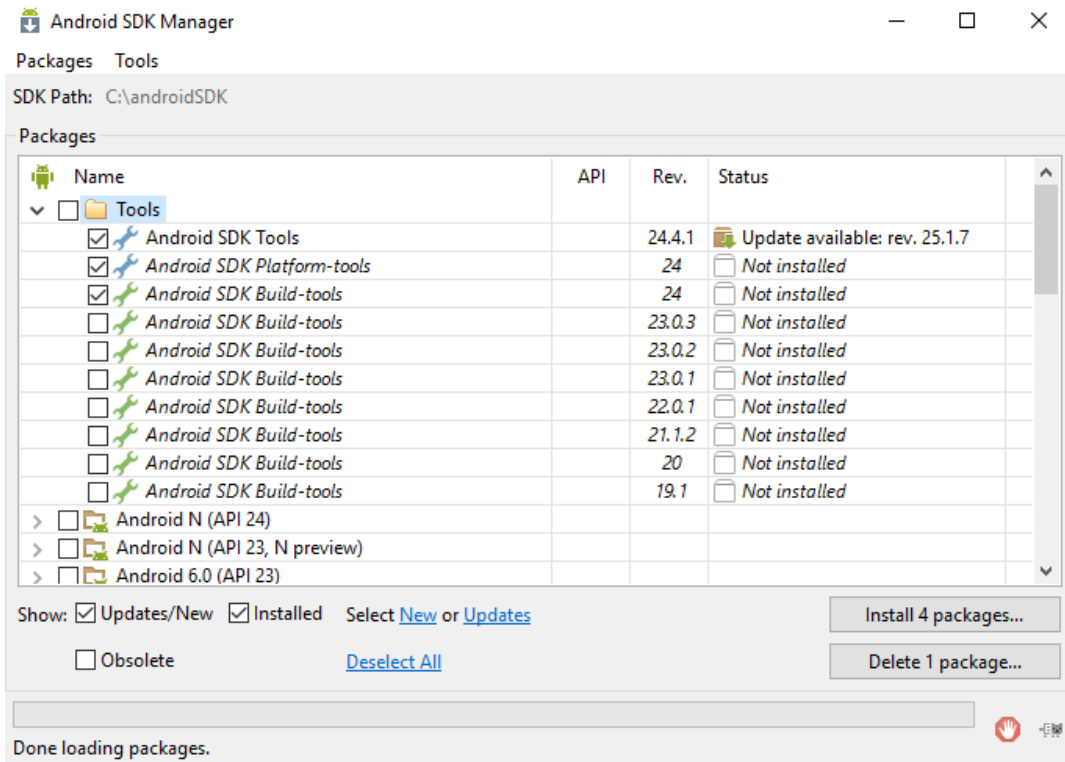 Android SDK Manager
Packages Tools
SDK Path: C:\androidSDK
Packages
Name API Rev. Status
Tools
Android SDK Tools 24.4.1 Update available: rev. 25.1.7
Android SDK Platform-tools 24 Not installed
Android SDK Build-tools 24 Not installed
Android SDK Build-tools 23.0.3 Not installed
Android SDK Build-tools 23.0.2 Not installed
Android SDK Build-tools 23.0.1 Not installed
Android SDK Build-tools 22.0.1 Not installed
Android SDK Build-tools 21.1.2 Not installed
Android SDK Build-tools 20 Not installed
Android SDK Build-tools 19.1 Not installed
Android N (API 24)
Android N (API 23, N preview)
Android 6.0 (API 23)
Show: Updates/New Installed Select New or Updates Install 4 packages...
Obsolete Deselect All Delete 1 package...
Done loading packages.